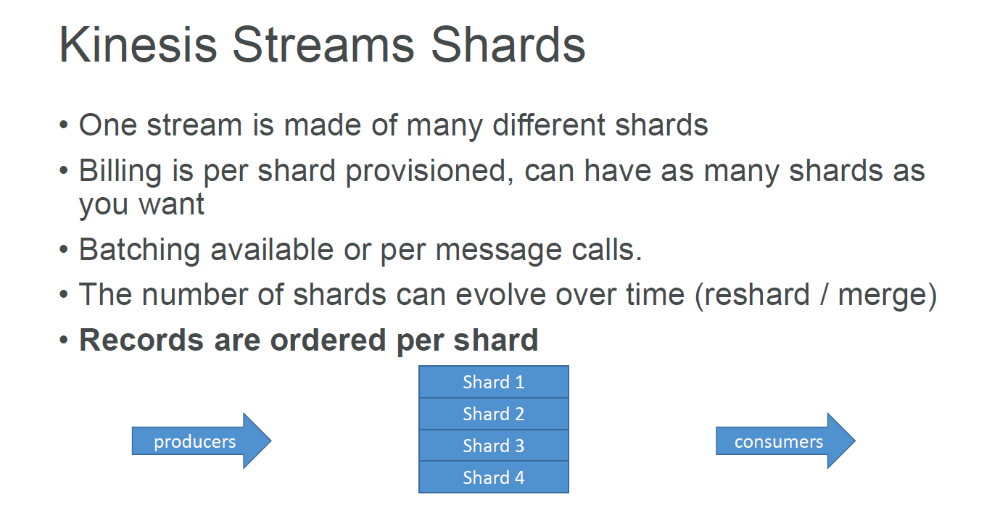 Kinesis Streams Shards
• One stream is made of many different shards
• Billing is per shard provisioned, can have as many shards as
you want
• Batching available or per message calls.
• The number of shards can evolve over time (reshard / merge)
• Records are ordered per shard
Shard 1
Shard 2
producers
Shard 3
consumers
Shard 4